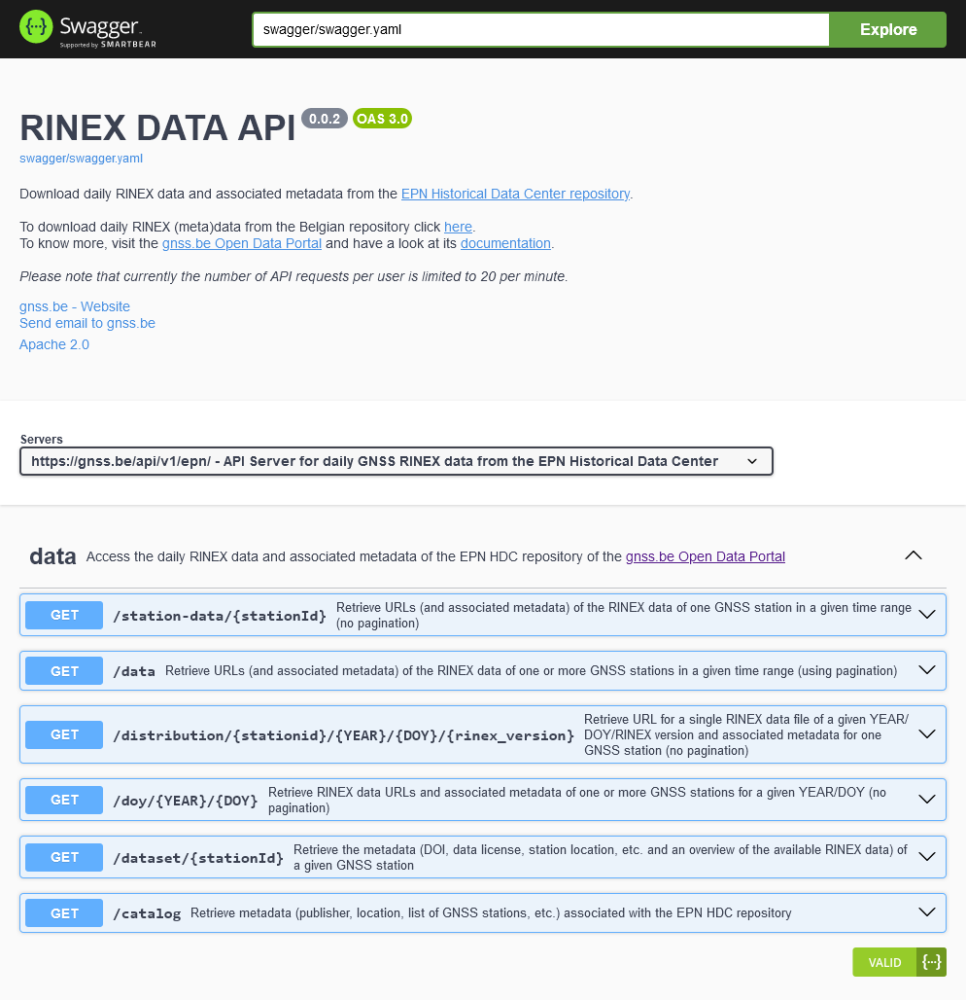 Swagger
Supported by SMARTBEAR
swagger/swagger.yaml
Explore
RINEX DATA API 0.0.2 OAS 3.0
swagger/swagger.yaml
Download daily RINEX data and associated metadata from the EPN Historical Data Center repository.
To download daily RINEX (meta)data from the Belgian repository click here.
To know more, visit the gnss.be Open Data Portal and have a look at its documentation.
Please note that currently the number of API requests per user is limited to 20 per minute.
gnss.be - Website
Send email to gnss.be
Apache 2.0
Servers
https://gnss.be/api/v1/epn/ - API Server for daily GNSS RINEX data from the EPN Historical Data Center
data Access the daily RINEX data and associated metadata of the EPN HDC repository of the gnss.be Open Data Portal
GET /station-data/{stationId} Retrieve URLs (and associated metadata) of the RINEX data of one GNSS station in a given time range
(no pagination)
GET /data Retrieve URLs (and associated metadata) of the RINEX data of one or more GNSS stations in a given time range (using pagination)
GET /distribution/{stationid}/{YEAR}/{DOY}/{rinex_version} Retrieve URL for a single RINEX data file of a given YEAR/
DOY/RINEX version and associated metadata for one
GNSS station (no pagination)
GET /doy/{YEAR}/{DOY} Retrieve RINEX data URLs and associated metadata of one or more GNSS stations for a given YEAR/DOY (no
pagination)
GET /dataset/{stationId} Retrieve the metadata (DOI, data license, station location, etc. and an overview of the available RINEX data) of
a given GNSS station
GET /catalog Retrieve metadata (publisher, location, list of GNSS stations, etc.) associated with the EPN HDC repository
VALID {···}